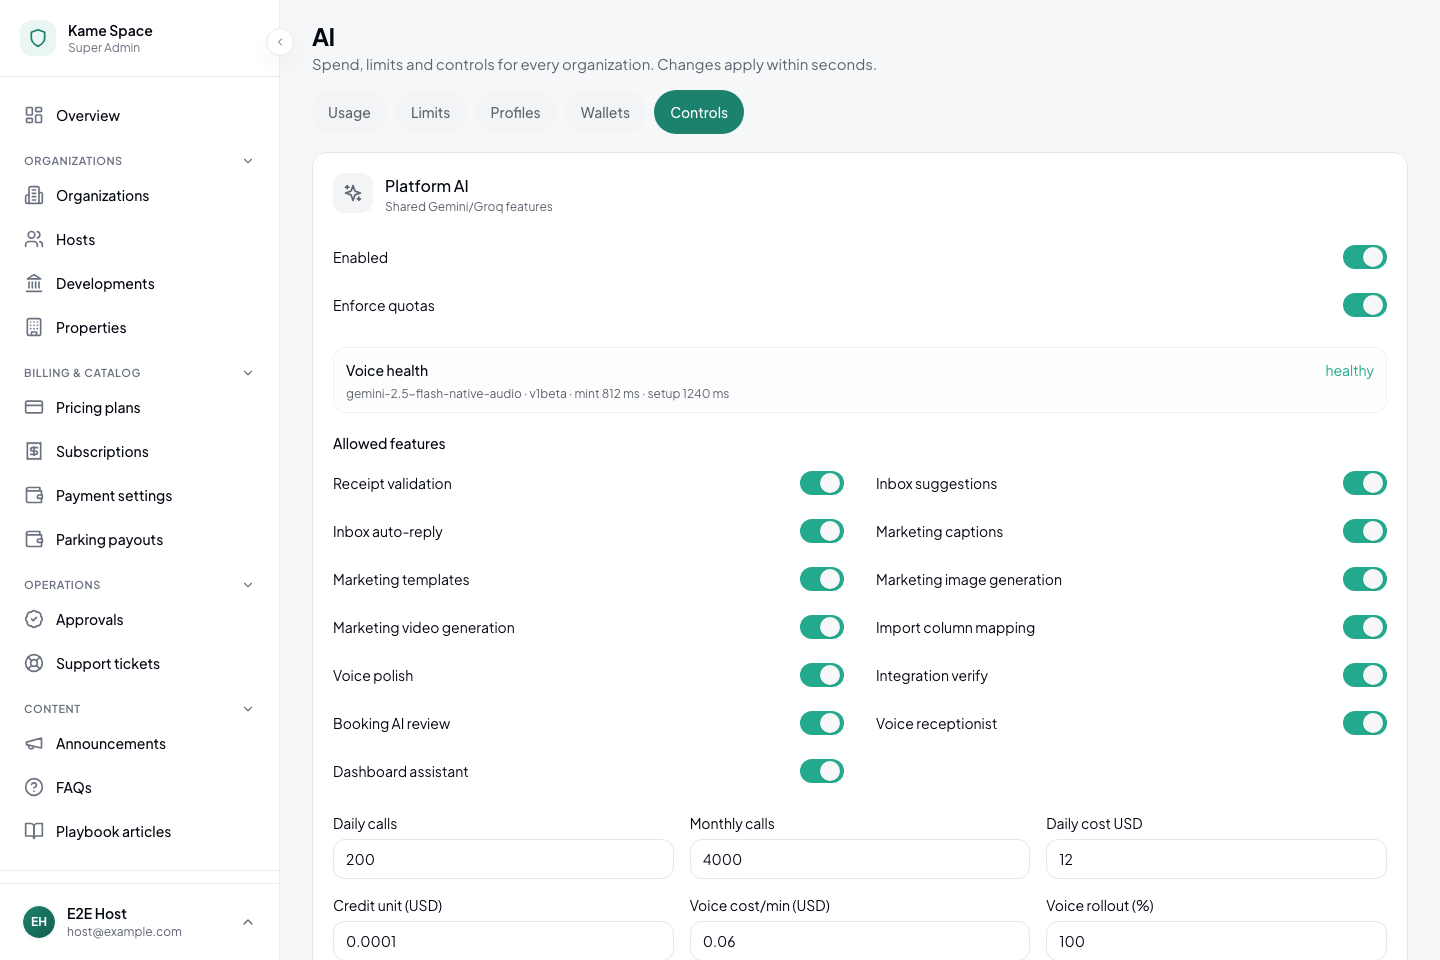 Kame Space
Super Admin
Overview
ORGANIZATIONS
Organizations
Hosts
Developments
Properties
BILLING & CATALOG
Pricing plans
Subscriptions
Payment settings
Parking payouts
OPERATIONS
Approvals
Support tickets
CONTENT
Announcements
FAQs
Playbook articles
EH
E2E Host
host@example.com
AI
Spend, limits and controls for every organization. Changes apply within seconds.
Usage
Limits
Profiles
Wallets
Controls
Platform AI
Shared Gemini/Groq features
Enabled
Enforce quotas
Voice health
healthy
gemini-2.5-flash-native-audio · v1beta · mint 812 ms · setup 1240 ms
Allowed features
Receipt validation
Inbox suggestions
Inbox auto-reply
Marketing captions
Marketing templates
Marketing image generation
Marketing video generation
Import column mapping
Voice polish
Integration verify
Booking AI review
Voice receptionist
Dashboard assistant
Daily calls
Monthly calls
Daily cost USD
200
4000
12
Credit unit (USD)
Voice cost/min (USD)
Voice rollout (%)
0.0001
0.06
100